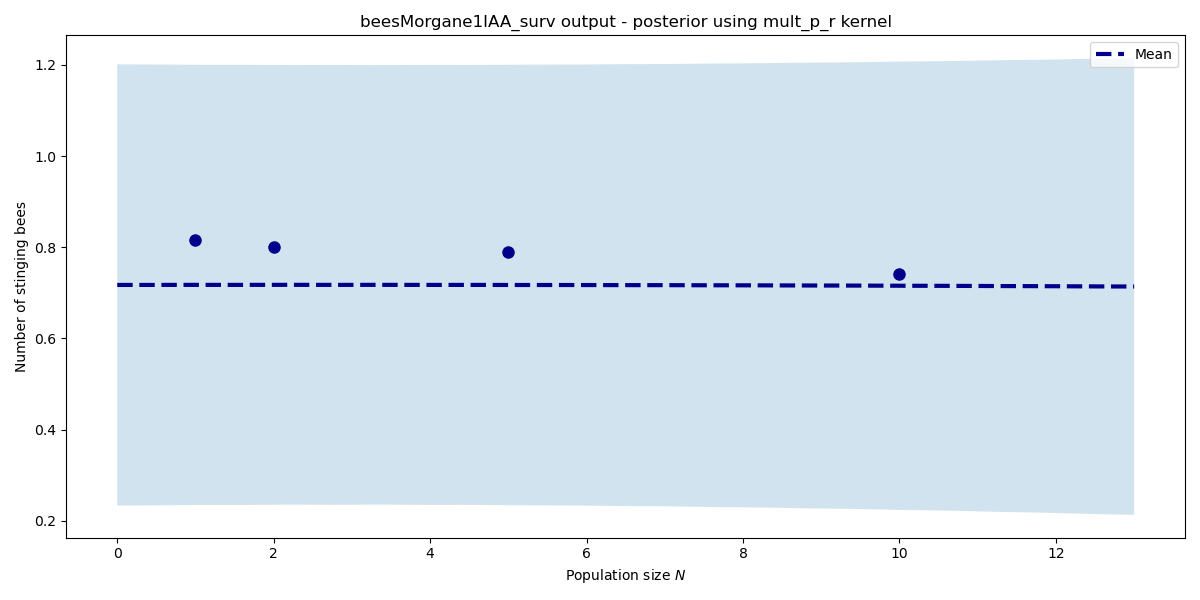 beesMorgane1IAA_surv output - posterior using mult_p_r kernel
Mean
1.2
1.0
0.8
0.6
0.4
0.2
Number of stinging bees
0 2 4 6 8 10 12
Population size N